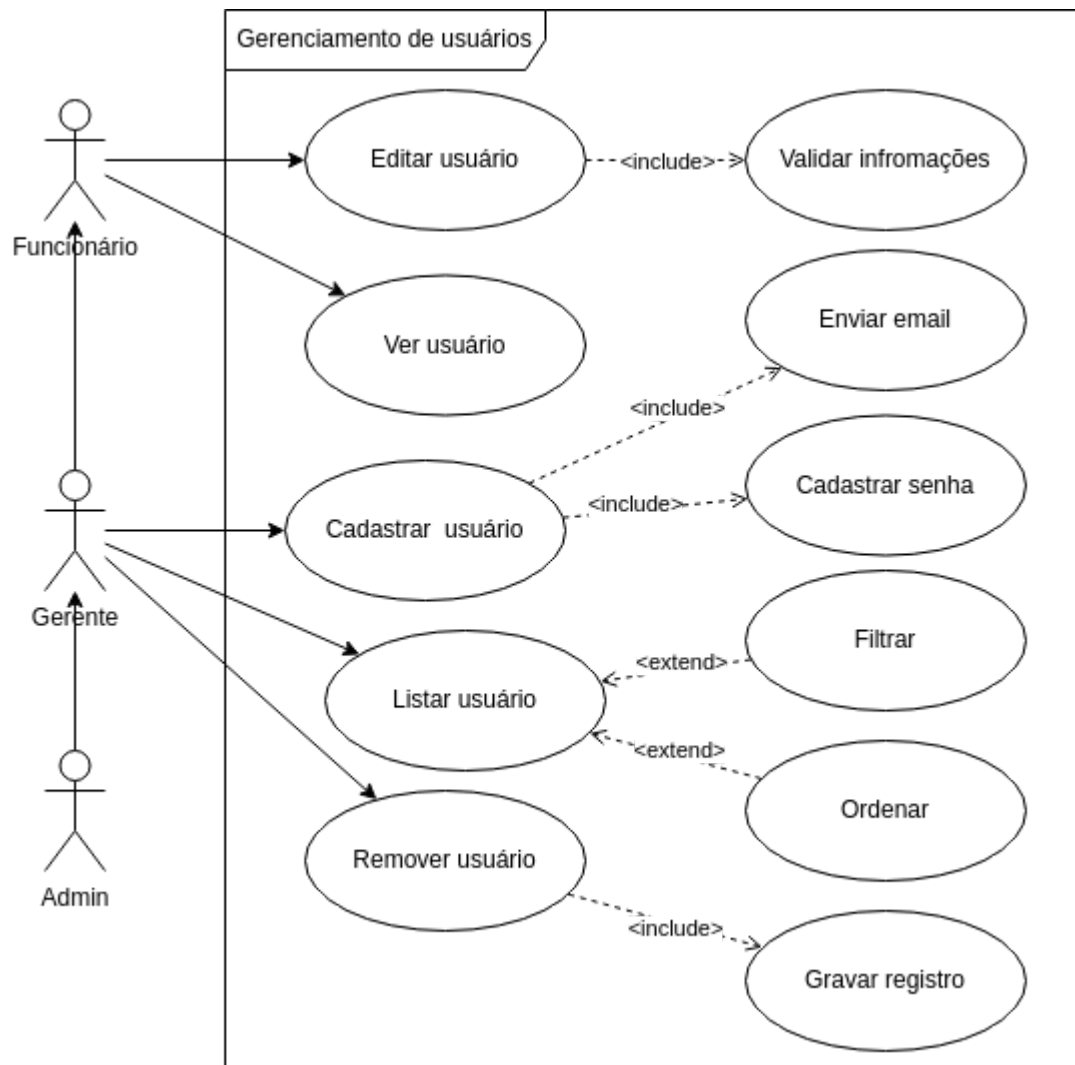 Gerenciamento de usuários
Funcionário
Editar usuário
<include>
Validar infromações
Ver usuário
Enviar email
<include>
Gerente
Cadastrar  usuário
<include>
Cadastrar senha
Listar usuário
<extend>
Filtrar
<extend>
Ordenar
Admin
Remover usuário
<include>
Gravar registro